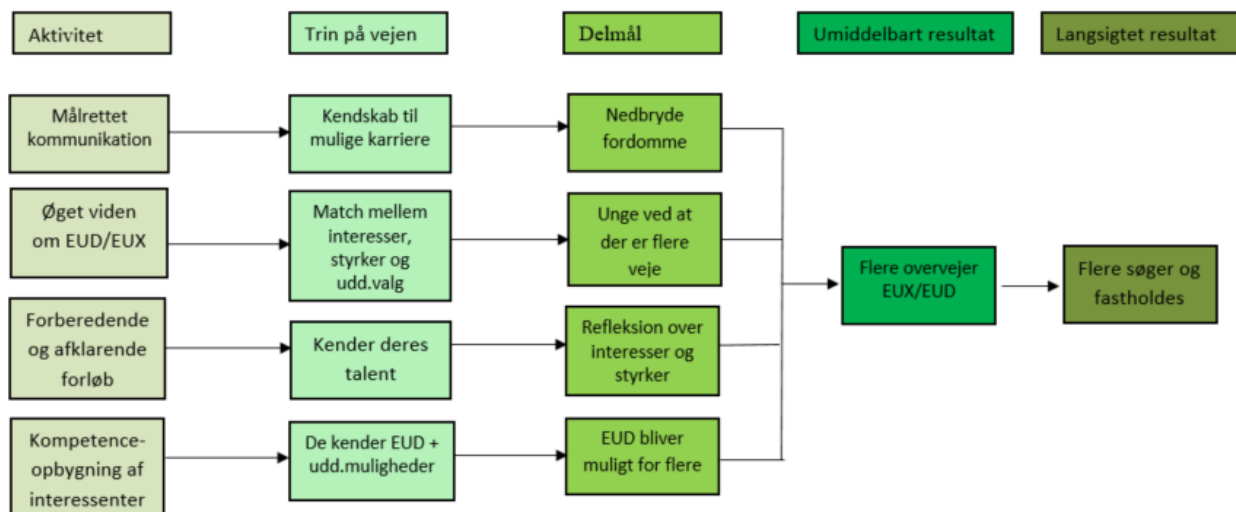 Aktivitet
Trin på vejen
Delmål
Umiddelbart resultat
Langsigtet resultat
Målrettet
kommunikation
Kendskab til
mulige karriere
Nedbryde
fordomme
Øget viden
om EUD/EUX
Match mellem
interesser,
styrker og
udd.valg
Unge ved at
der er flere
veje
Flere overvejer
EUX/EUD
Flere søger og
fastholdes
Forberedende
og afklarende
forløb
Kender deres
talent
Refleksion over
interesser og
styrker
Kompetence-
opbygning af
interessenter
De kender EUD +
udd.muligheder
EUD bliver
muligt for flere